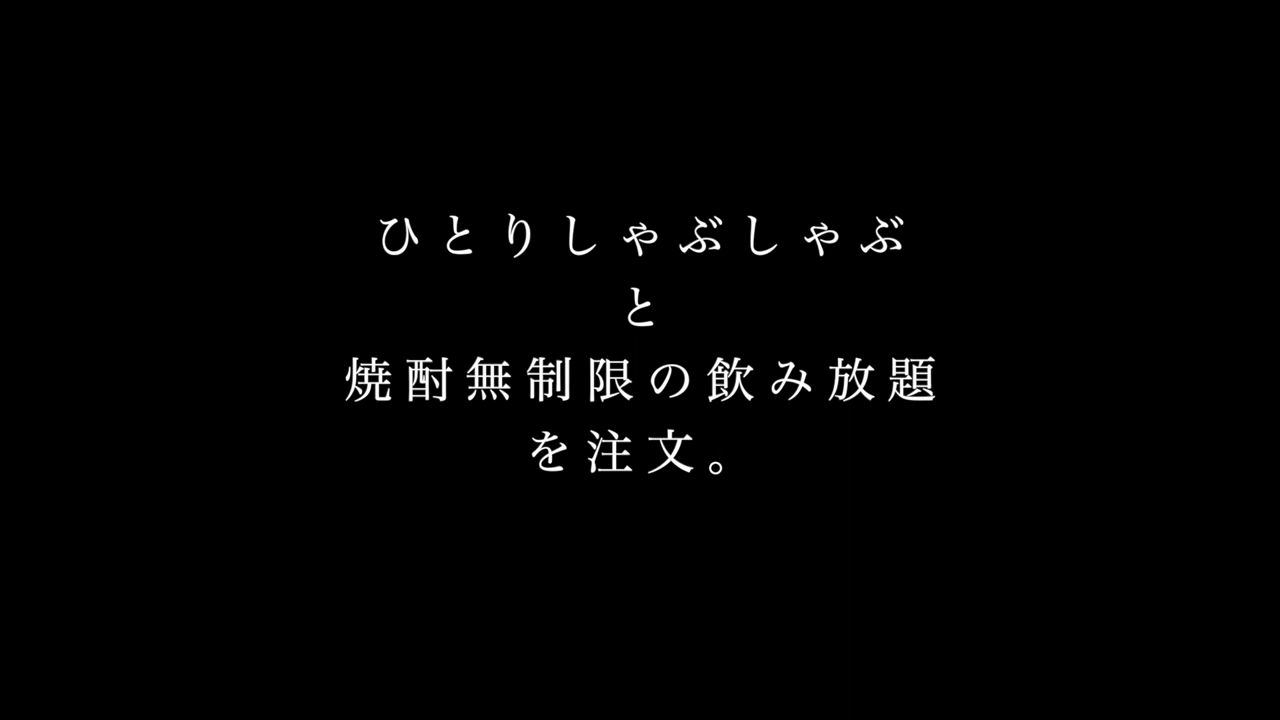 ひとりしゃぶしゃぶ
と
焼酎無制限の飲み放題
を注文。